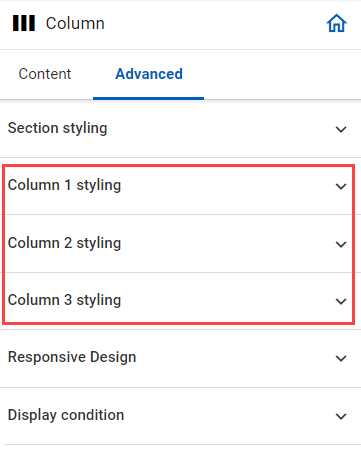 Column
Content Advanced
Section styling
Column 1 styling
Column 2 styling
Column 3 styling
Responsive Design
Display condition